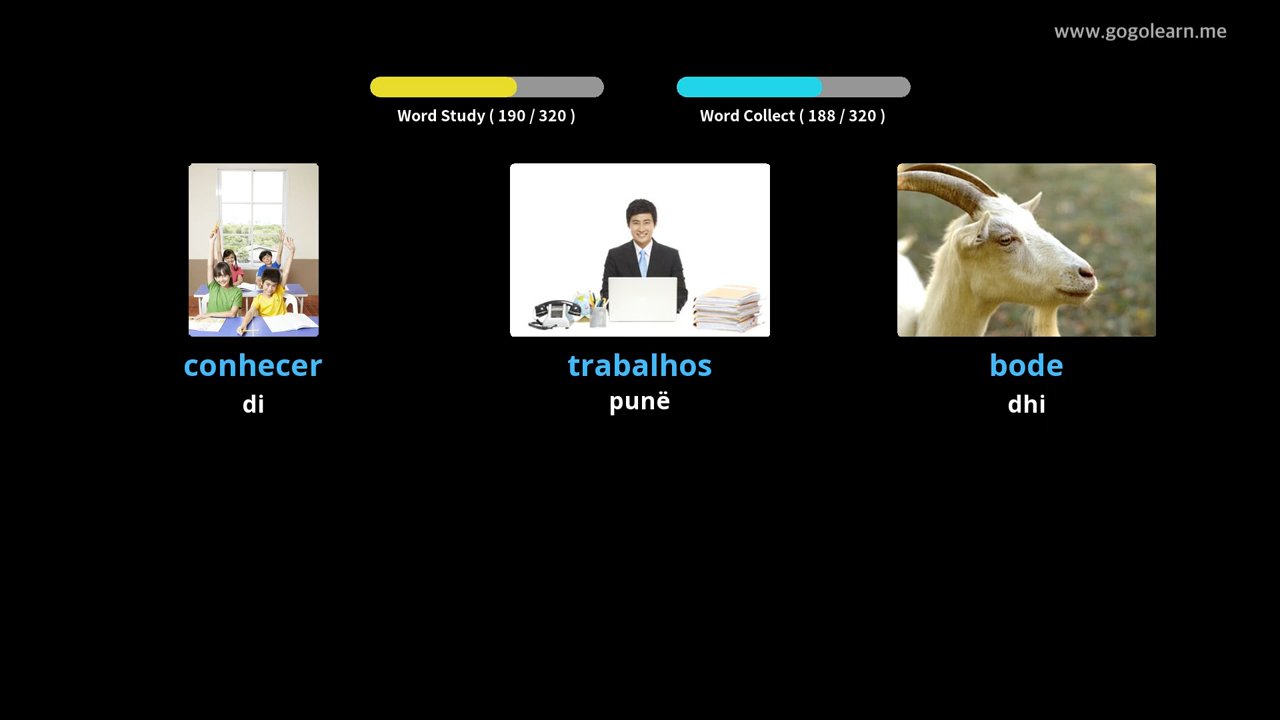 www.gogolearn.me
Word Study ( 190 / 320 )
Word Collect ( 188 / 320 )
conhecer
di
trabalhos
punë
bode
dhi